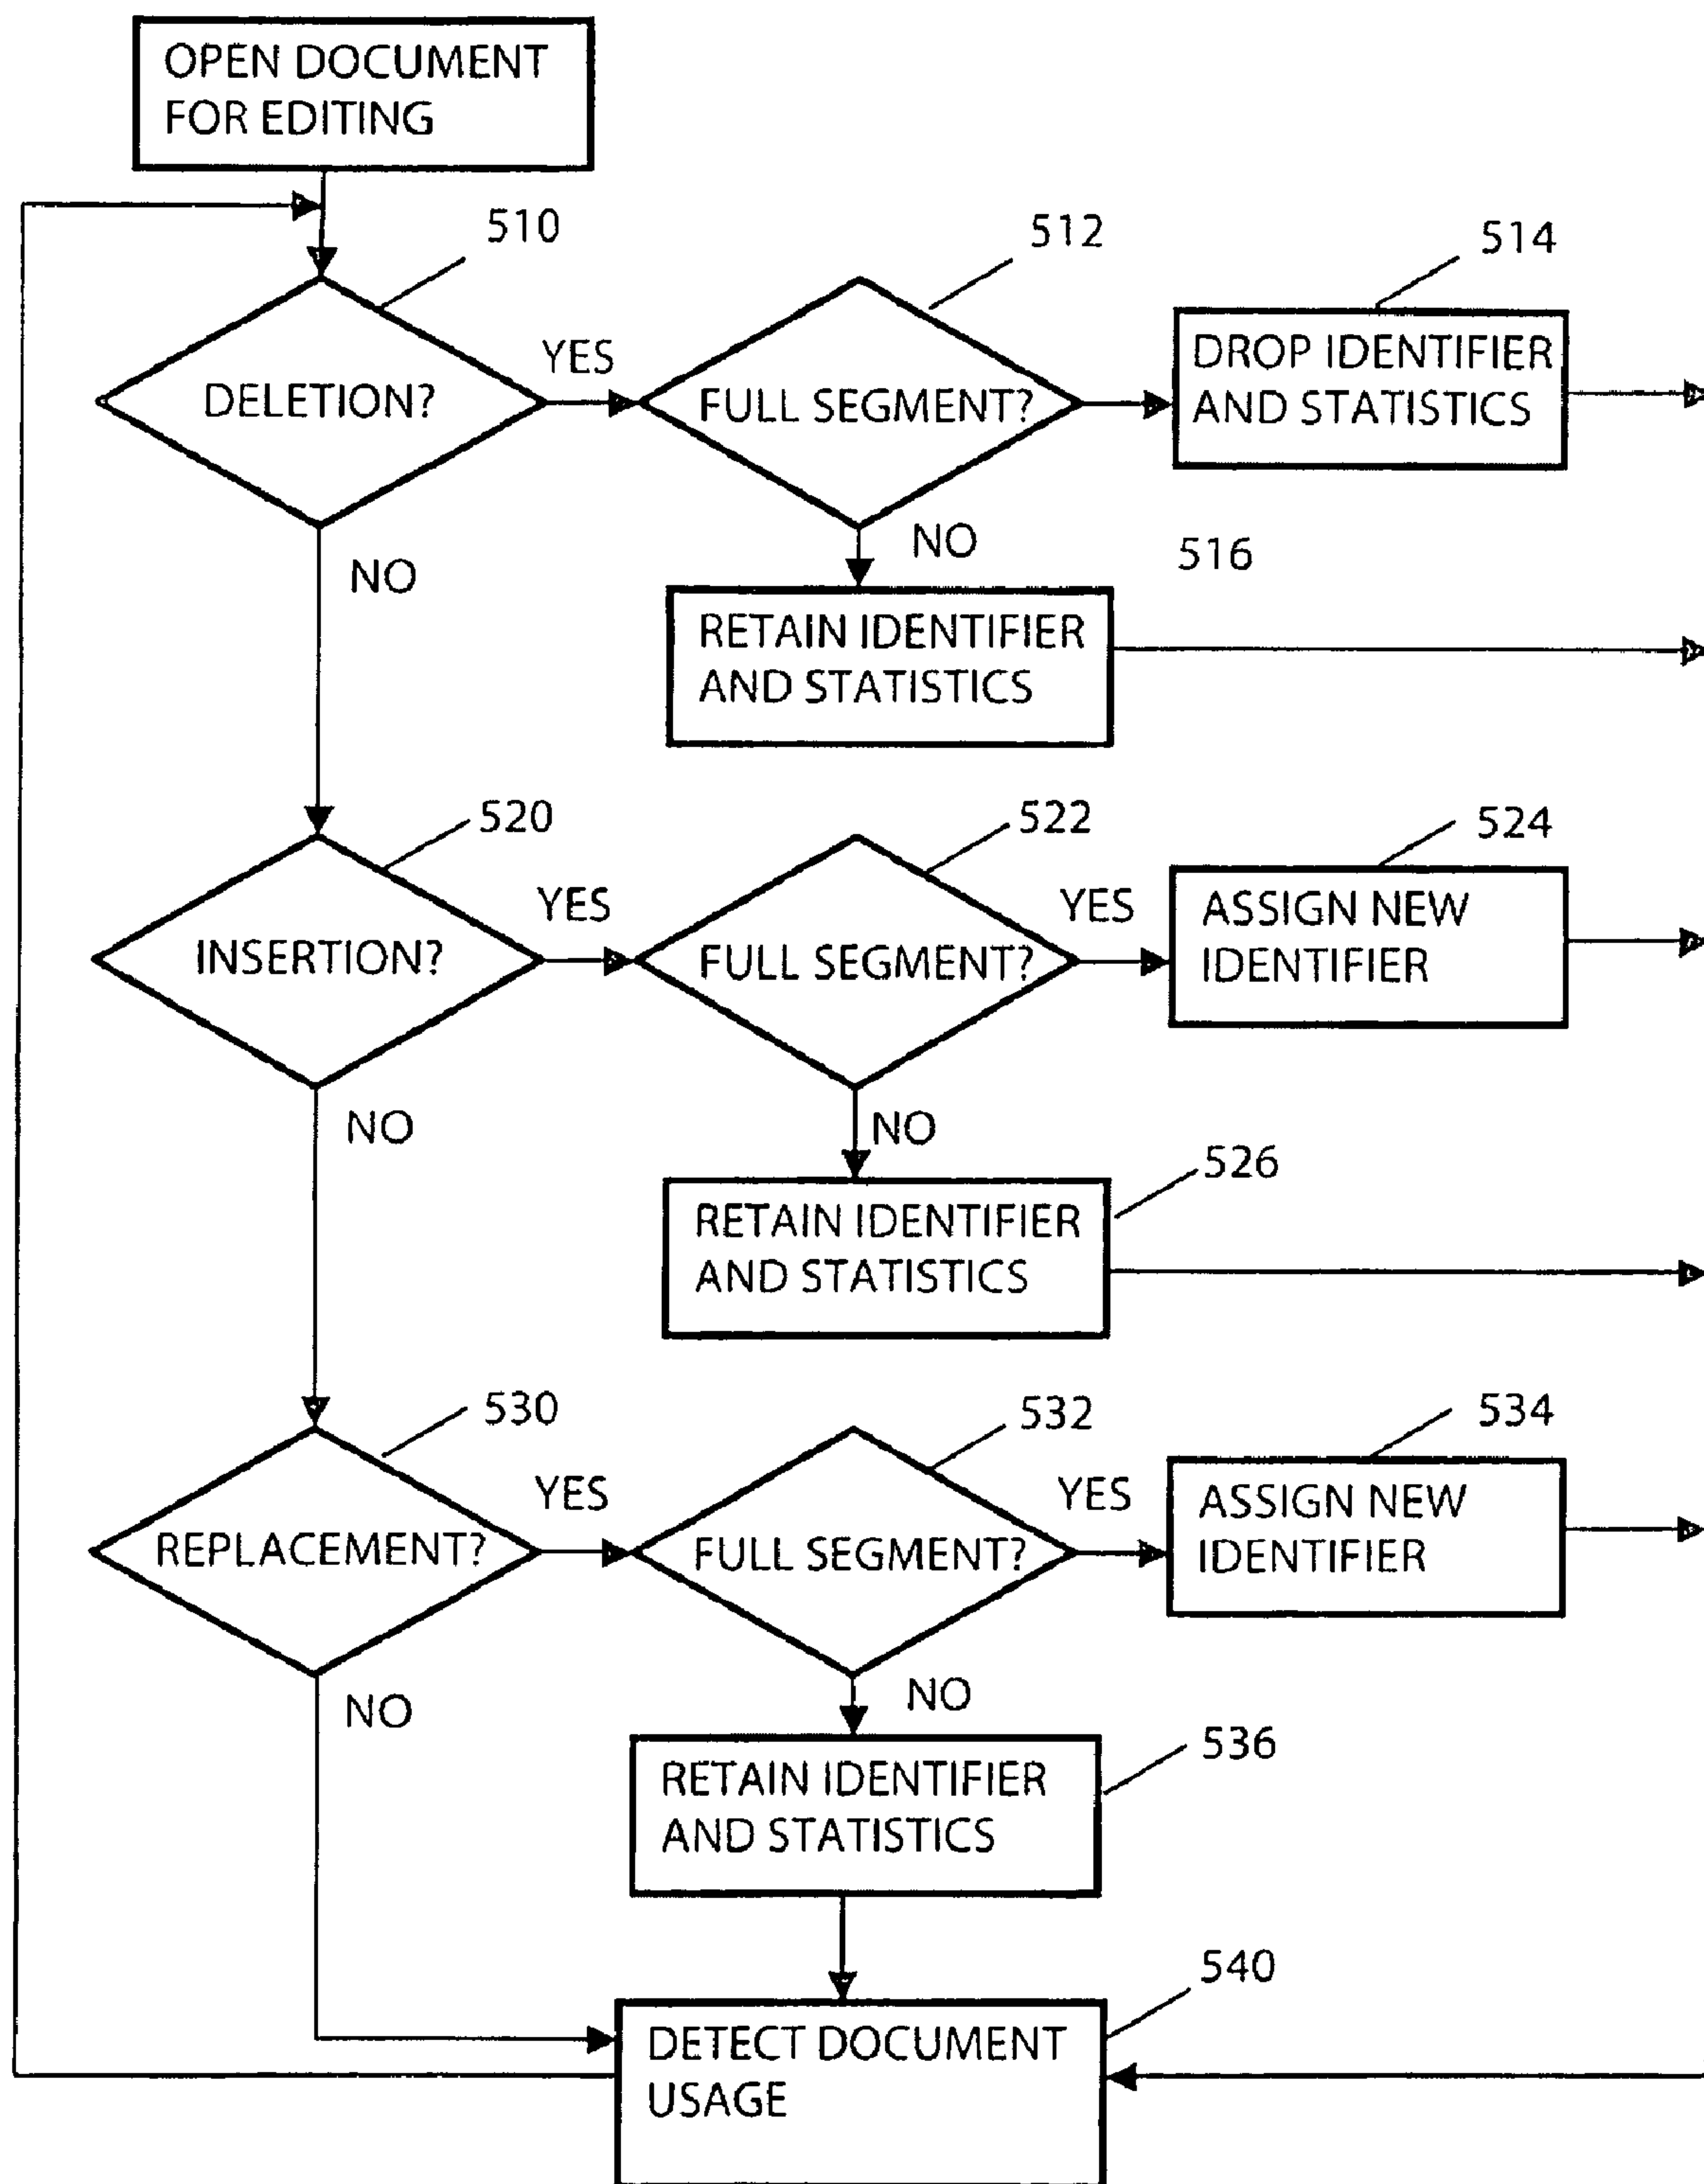 OPEN DOCUMENT
FOR EDITING
510
512
514
DELETION?
YES
FULL SEGMENT?
DROP IDENTIFIER
AND STATISTICS
NO
NO
516
RETAIN IDENTIFIER
AND STATISTICS
520
522
524
INSERTION?
YES
FULL SEGMENT?
YES
ASSIGN NEW
IDENTIFIER
NO
NO
526
RETAIN IDENTIFIER
AND STATISTICS
530
532
534
REPLACEMENT?
YES
FULL SEGMENT?
YES
ASSIGN NEW
IDENTIFIER
NO
NO
536
RETAIN IDENTIFIER
AND STATISTICS
540
DETECT DOCUMENT
USAGE